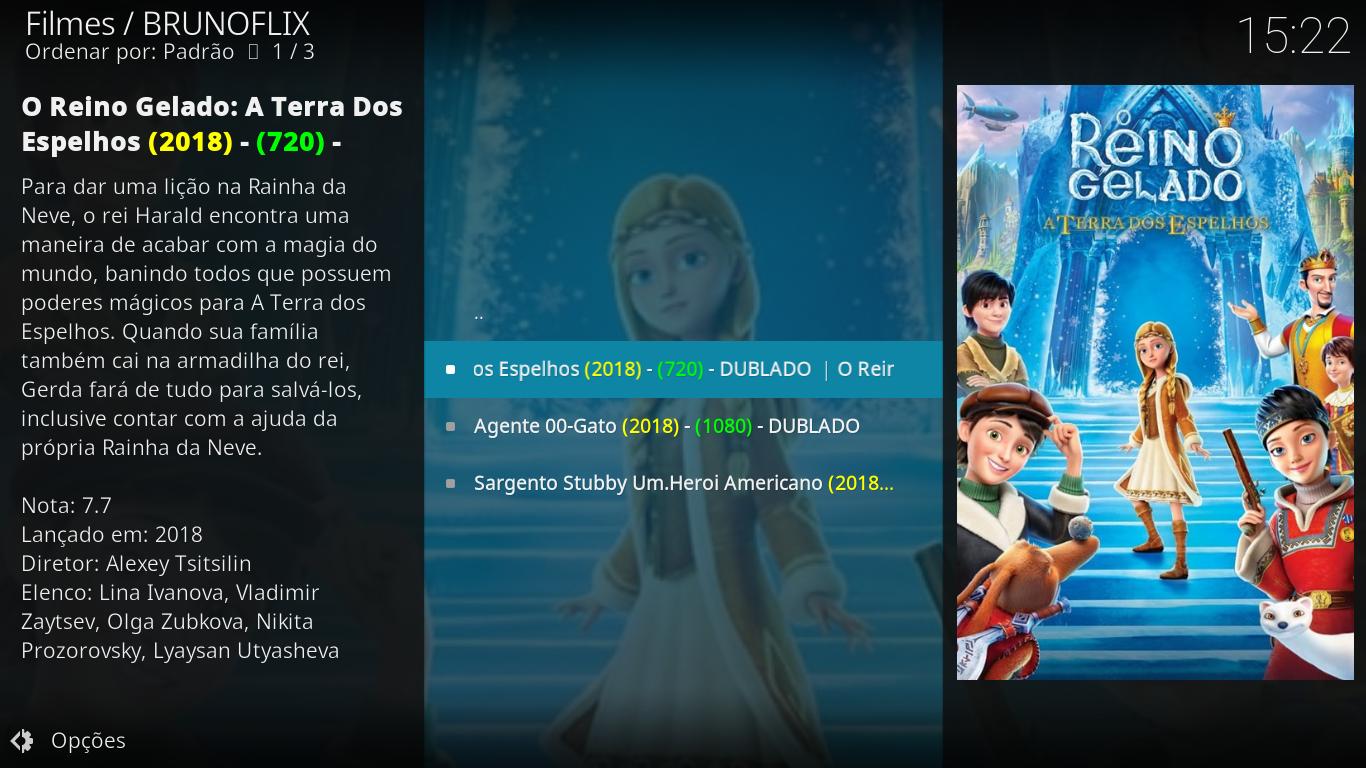 Filmes / BRUNOFLIX
Ordenar por: Padrão 1 / 3
15:22
O Reino Gelado: A Terra Dos
Espelhos (2018) - (720) -
Para dar uma lição na Rainha da
Neve, o rei Harald encontra uma
maneira de acabar com a magia do
mundo, banindo todos que possuem
poderes mágicos para A Terra dos
Espelhos. Quando sua família
também cai na armadilha do rei,
Gerda fará de tudo para salvá-los,
inclusive contar com a ajuda da
própria Rainha da Neve.
Nota: 7.7
Lançado em: 2018
Diretor: Alexey Tsitsilin
Elenco: Lina Ivanova, Vladimir
Zaytsev, Olga Zubkova, Nikita
Prozorovsky, Lyaysan Utyasheva
..
os Espelhos (2018) - (720) - DUBLADO | O Reir
Agente 00-Gato (2018) - (1080) - DUBLADO
Sargento Stubby Um.Heroi Americano (2018...
O REINO
GELADO
A TERRA DOS ESPELHOS
Opções